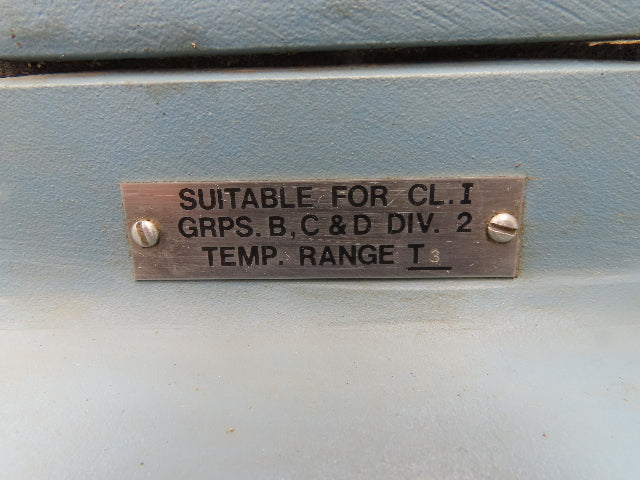 SUITABLE FOR CL.I
GRPS. B, C & D DIV. 2
TEMP. RANGE T3